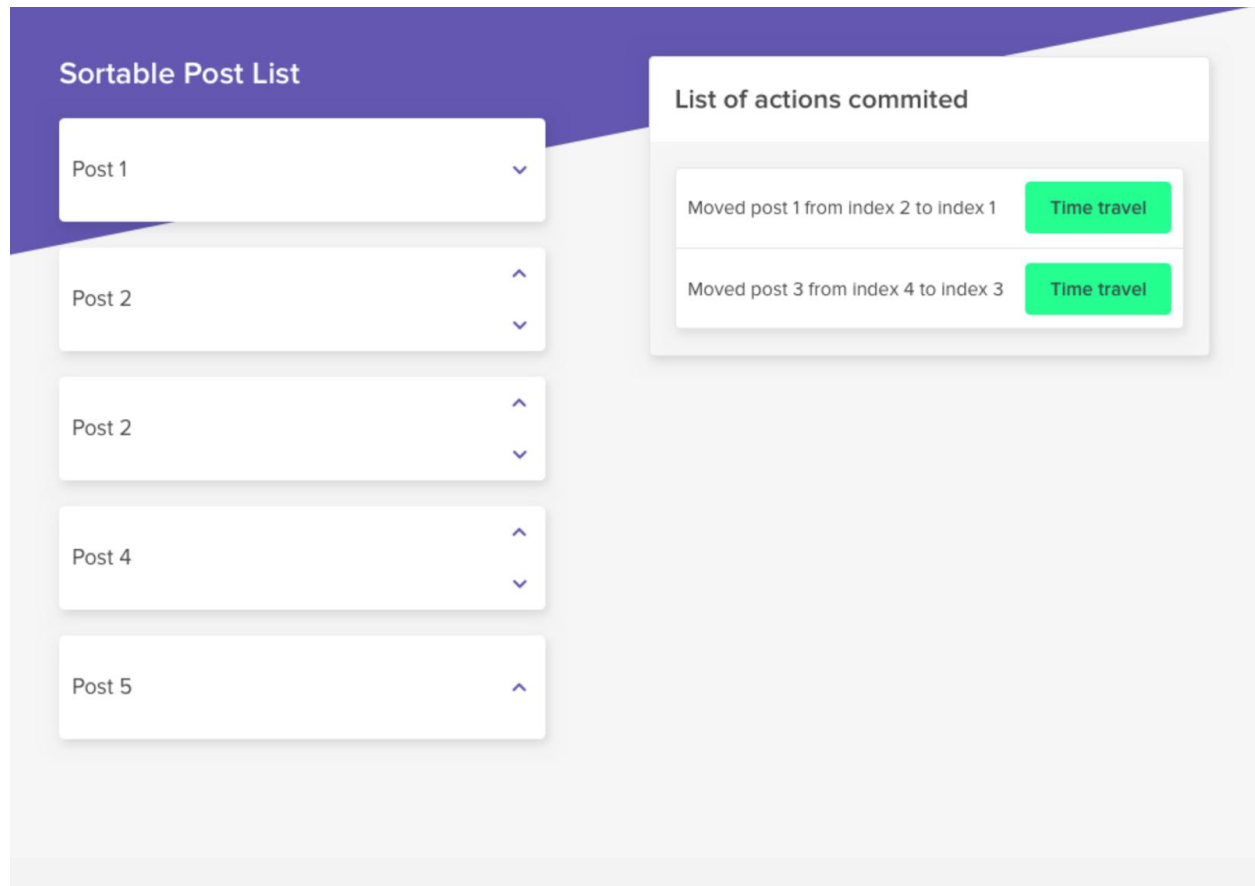 Sortable Post List
Post 1
Post 2
Post 2
Post 4
Post 5
List of actions commited
Moved post 1 from index 2 to index 1 Time travel
Moved post 3 from index 4 to index 3 Time travel